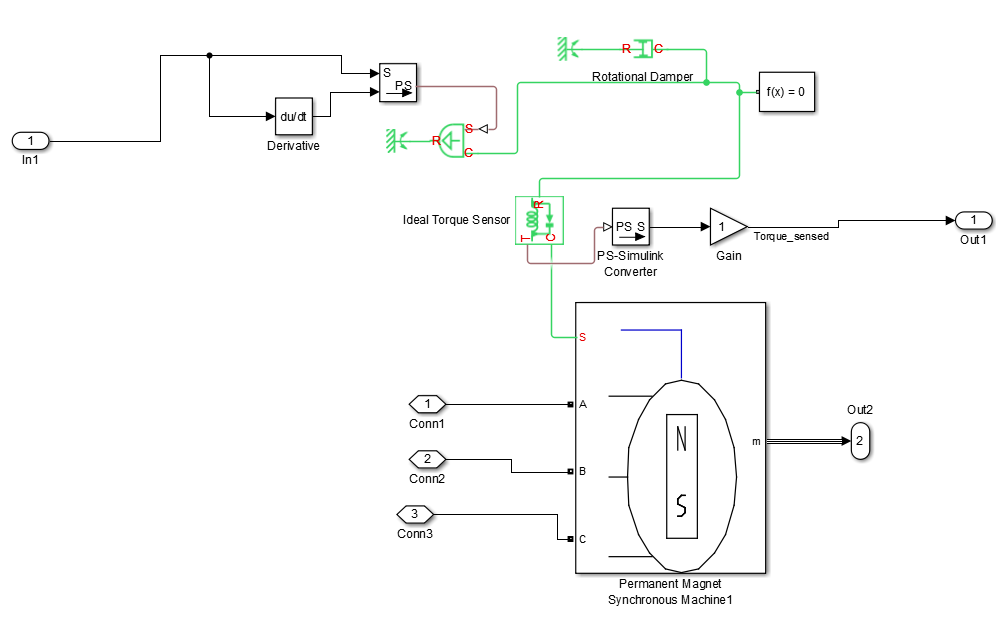 R C
Rotational Damper
S
PS
f(x) = 0
du/dt
Derivative
1
In1
S
R
C
R
Ideal Torque Sensor
T C
PS S
PS-Simulink
Converter
1
Gain
Torque_sensed
1
Out1
S
1
Conn1
A
2
Conn2
B
3
Conn3
C
N
S
m
Out2
2
Permanent Magnet
Synchronous Machine1